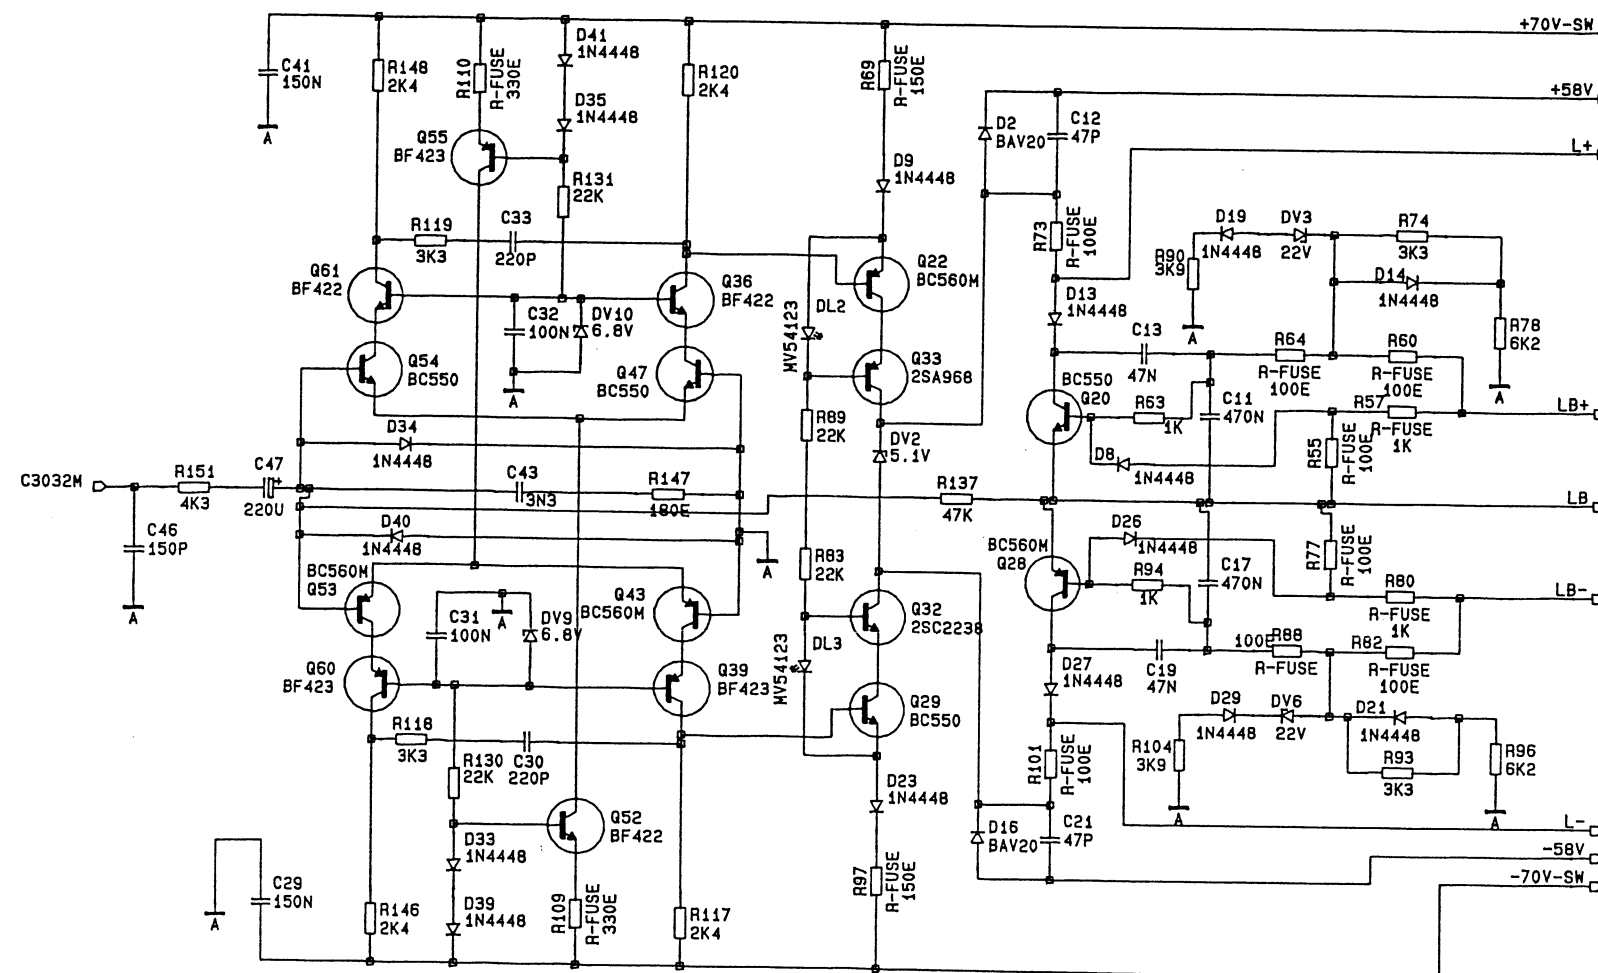 +70V-SW
C41
150N
A
R148
2K4
R110
R-FUSE
330E
D41
1N4448
D35
1N4448
R120
2K4
R69
R-FUSE
150E
+58V
D2
BAV20
C12
47P
L+
Q55
BF423
R131
22K
D9
1N4448
R119
3K3
C33
220P
R73
R-FUSE
100E
D19
1N4448
DV3
22V
R74
3K3
R90
3K9
A
D14
1N4448
R78
6K2
A
Q61
BF422
Q36
BF422
Q22
BC560M
C32
100N
DV10
6.8V
A
DL2
MV54123
D13
1N4448
C13
47N
R64
R-FUSE
100E
R60
R-FUSE
100E
Q54
BC550
Q47
BC550
Q33
2SA968
BC550
Q20
R63
1K
C11
470N
R57
R-FUSE
1K
LB+
R89
22K
DV2
5.1V
D34
1N4448
D8
1N4448
R55
R-FUSE
100E
C3032M
R151
4K3
C47
+
220U
C43
3N3
R147
180E
R137
47K
LB
C46
150P
A
D40
1N4448
A
R83
22K
D26
1N4448
BC560M
Q28
R94
1K
C17
470N
R77
R-FUSE
100E
R80
R-FUSE
1K
LB-
BC560M
Q53
C31
100N
A
DV9
6.8V
Q43
BC560M
Q32
2SC2238
DL3
MV54123
100E
R88
R-FUSE
R82
R-FUSE
100E
Q60
BF423
Q39
BF423
D27
1N4448
C19
47N
Q29
BC550
D29
1N4448
DV6
22V
D21
1N4448
R118
3K3
C30
220P
R130
22K
R101
R-FUSE
100E
R104
3K9
A
R93
3K3
R96
6K2
A
D23
1N4448
Q52
BF422
D16
BAV20
C21
47P
L-
-58V
-70V-SW
D33
1N4448
R97
R-FUSE
150E
A
C29
150N
R146
2K4
D39
1N4448
R109
R-FUSE
330E
R117
2K4